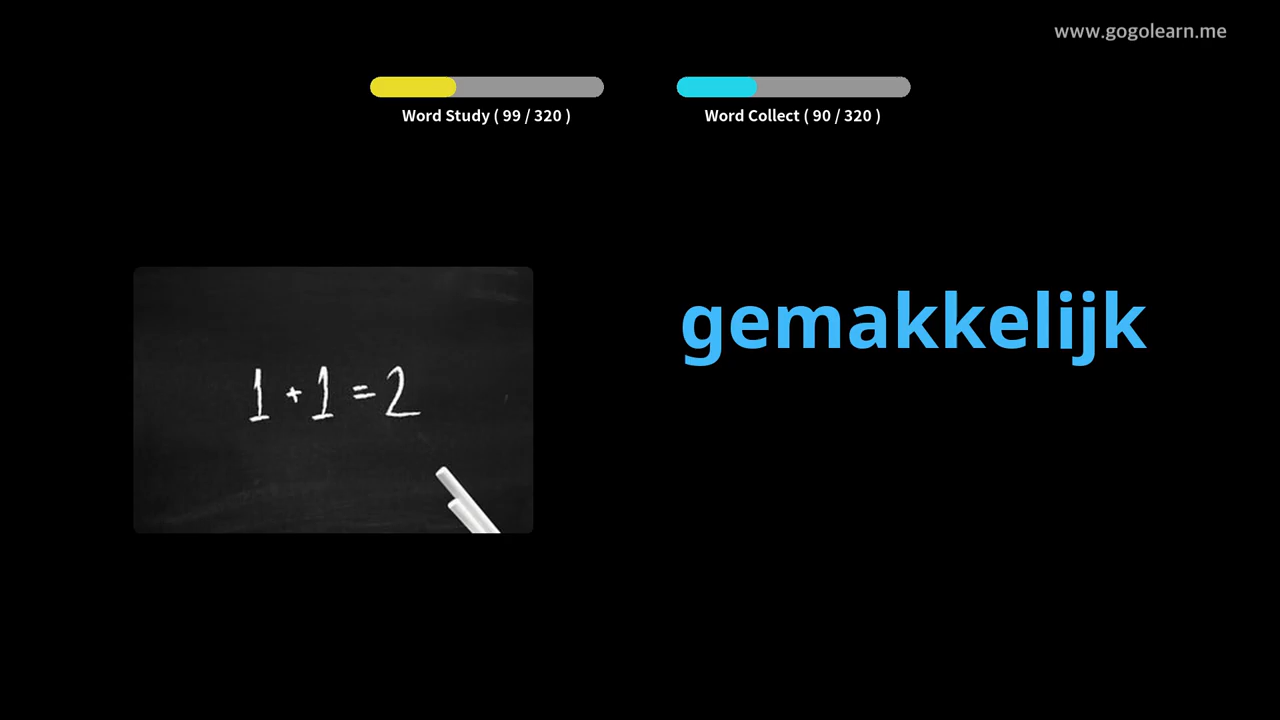 www.gogolearn.me
Word Study ( 99 / 320 )
Word Collect ( 90 / 320 )
gemakkelijk
1 + 1 = 2